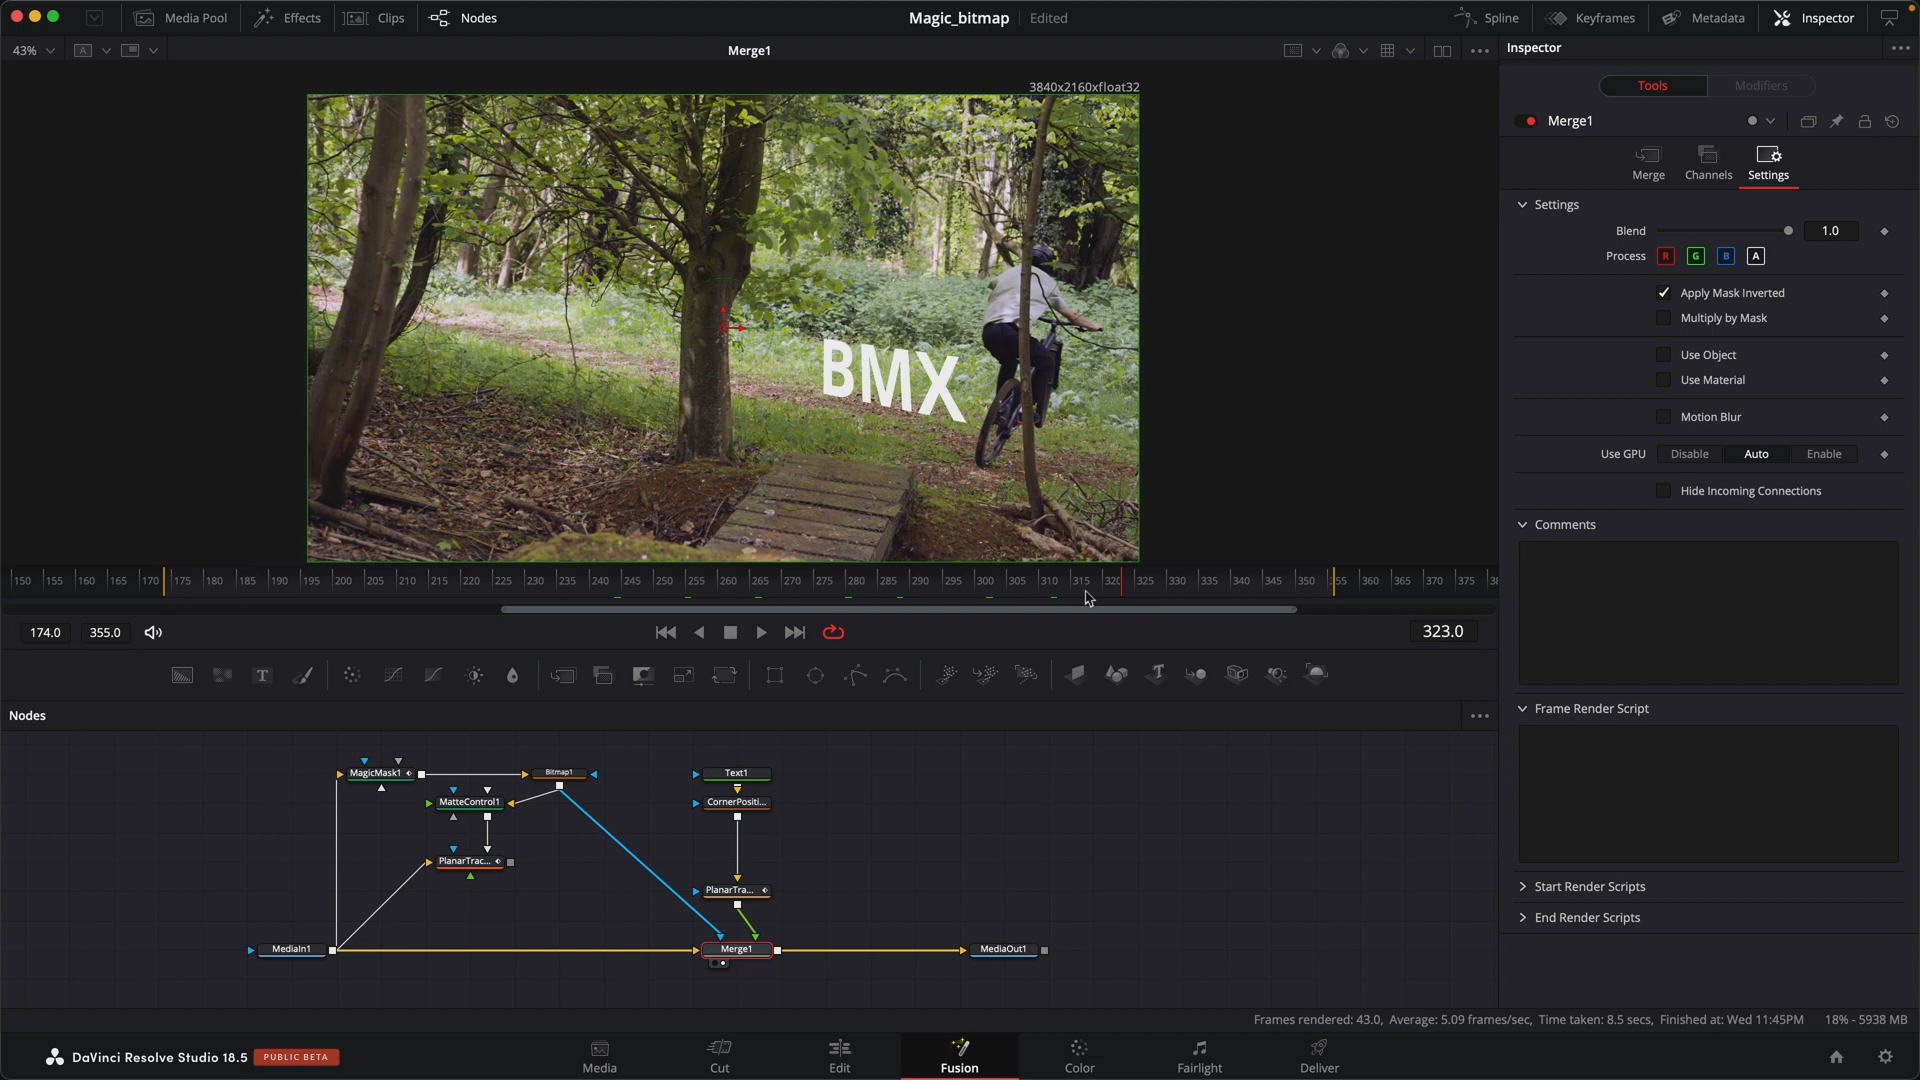 Media Pool
Effects
Clips
Nodes
Magic_bitmap
Edited
Spline
Keyframes
Metadata
Inspector
43%
A
Merge1
Inspector
3840x2160xfloat32
Tools
Modifiers
Merge1
Merge
Channels
Settings
Settings
Blend
1.0
Process
R
G
B
A
Apply Mask Inverted
Multiply by Mask
Use Object
Use Material
Motion Blur
Use GPU
Disable
Auto
Enable
Hide Incoming Connections
Comments
Frame Render Script
Start Render Scripts
End Render Scripts
BMX
150 155 160 165 170 175 180 185 190 195 200 205 210 215 220 225 230 235 240 245 250 255 260 265 270 275 280 285 290 295 300 305 310 315 320 325 330 335 340 345 350 355 360 365 370 375
174.0
355.0
323.0
T
T
Nodes
MagicMask1
Bitmap1
Text1
MatteControl1
CornerPositi...
PlanarTrac...
PlanarTra...
MediaIn1
Merge1
MediaOut1
Frames rendered: 43.0, Average: 5.09 frames/sec, Time taken: 8.5 secs, Finished at: Wed 11:45PM
18% - 5938 MB
DaVinci Resolve Studio 18.5
PUBLIC BETA
Media
Cut
Edit
Fusion
Color
Fairlight
Deliver